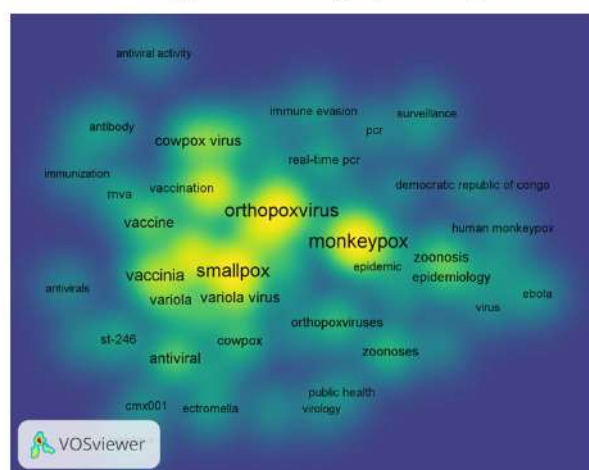 antiviral activity
immune evasion
surveillance
antibody
pcr
cowpox virus
real-time pcr
immunization
vaccination
democratic republic of congo
mva
orthopoxvirus
vaccine
human monkeypox
monkeypox
zoonosis
smallpox
epidemic
vaccinia
epidemiology
antivirals
variola
variola virus
ebola
virus
orthopoxviruses
st-246
cowpox
zoonoses
antiviral
public health
cmx001
ectromelia
virology
VOSviewer